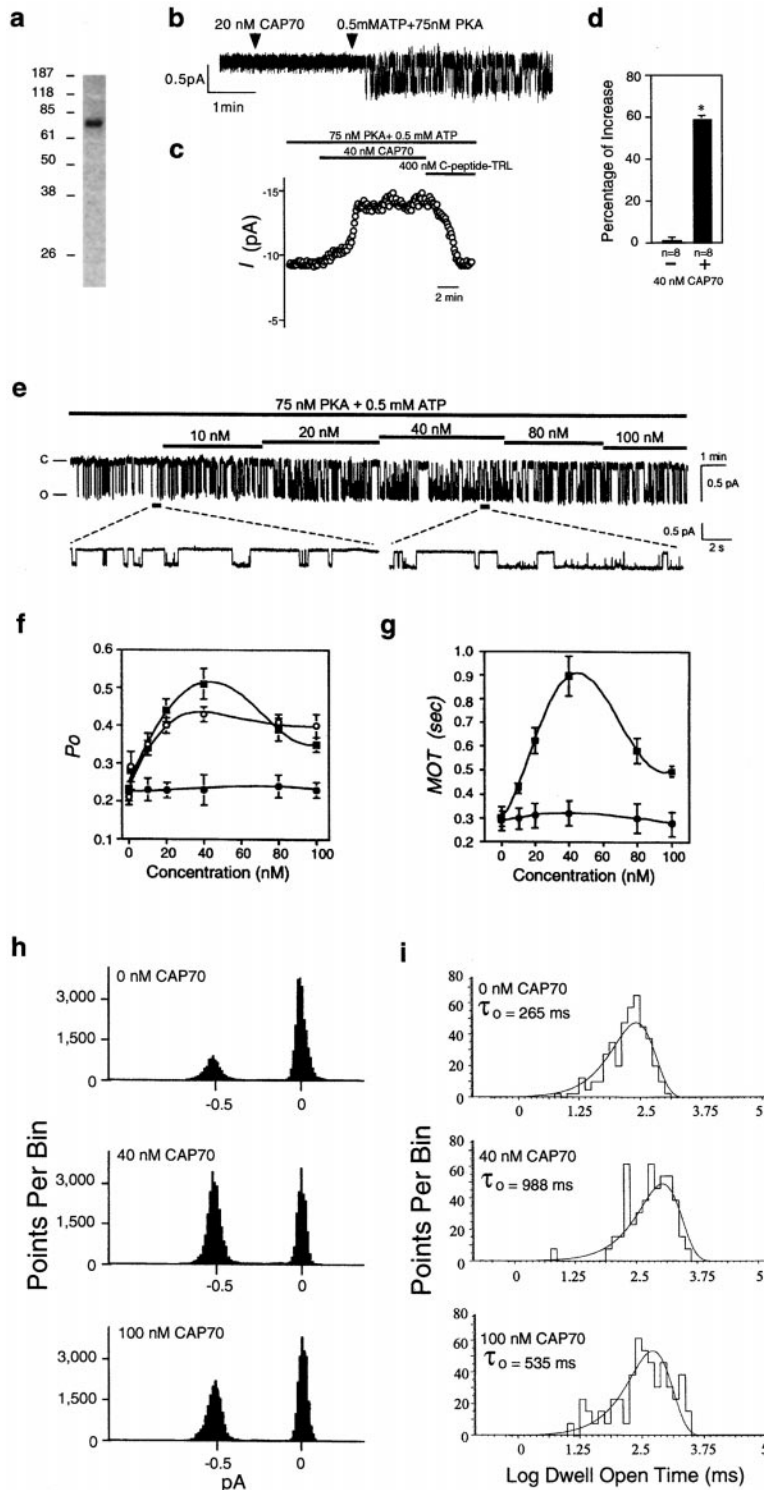 a
187
118
85
61
50
38
26
b
20 nM CAP70
0.5mMATP+75nM PKA
0.5pA
1min
c
75 nM PKA+ 0.5 mM ATP
40 nM CAP70
400 nM C-peptide-TRL
-15
-10
-5
I (pA)
2 min
d
Percentage of Increase
80
60
40
20
0
*
n=8
n=8
− +
40 nM CAP70
e
75 nM PKA + 0.5 mM ATP
10 nM
20 nM
40 nM
80 nM
100 nM
C
O
1 min
0.5 pA
0.5 pA
2 s
f
Po
0.6
0.5
0.4
0.3
0.2
0.1
0 20 40 60 80 100
Concentration (nM)
g
MOT (sec)
1.0
0.9
0.8
0.7
0.6
0.5
0.4
0.3
0.2
0 20 40 60 80 100
Concentration (nM)
h
Points Per Bin
0 nM CAP70
3,000
1,500
0
-0.5 0
40 nM CAP70
3,000
1,500
0
-0.5 0
100 nM CAP70
3,000
1,500
0
-0.5 0
pA
i
Points Per Bin
0 nM CAP70
τo = 265 ms
80
60
40
20
0
0 1.25 2.5 3.75 5
40 nM CAP70
τo = 988 ms
80
60
40
20
0
0 1.25 2.5 3.75 5
100 nM CAP70
τo = 535 ms
80
60
40
20
0
0 1.25 2.5 3.75 5
Log Dwell Open Time (ms)